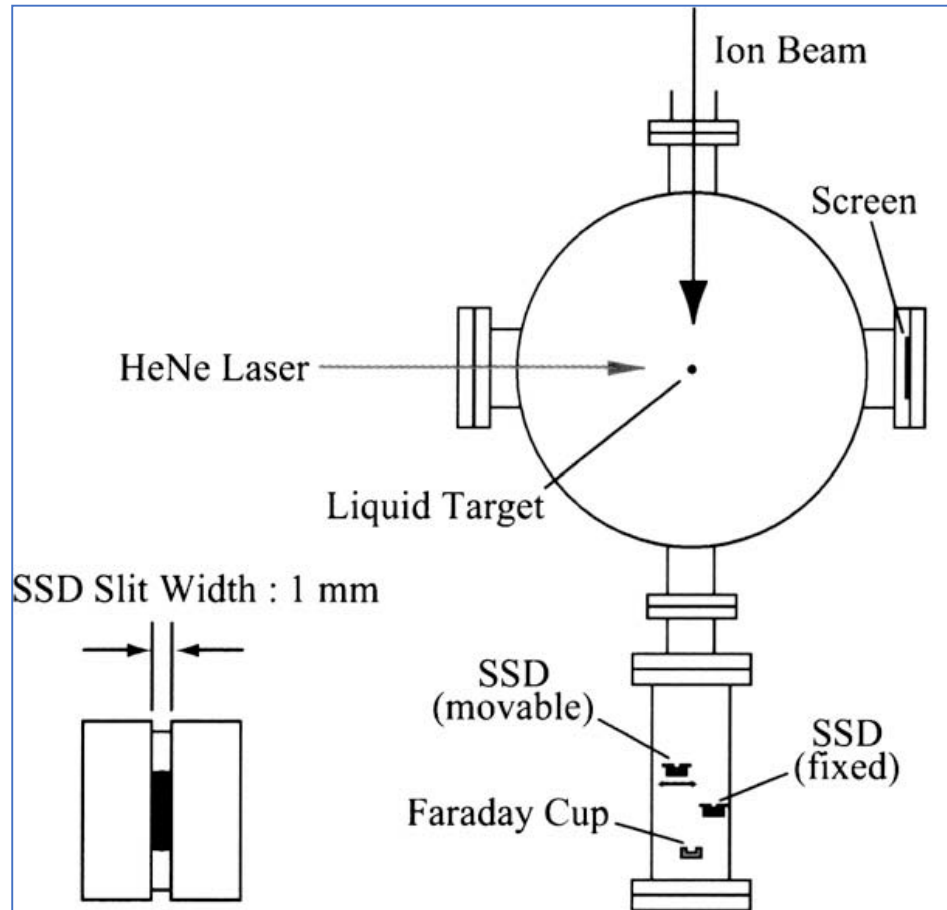 Ion Beam
Screen
HeNe Laser
Liquid Target
SSD Slit Width : 1 mm
SSD
(movable)
SSD
(fixed)
Faraday Cup